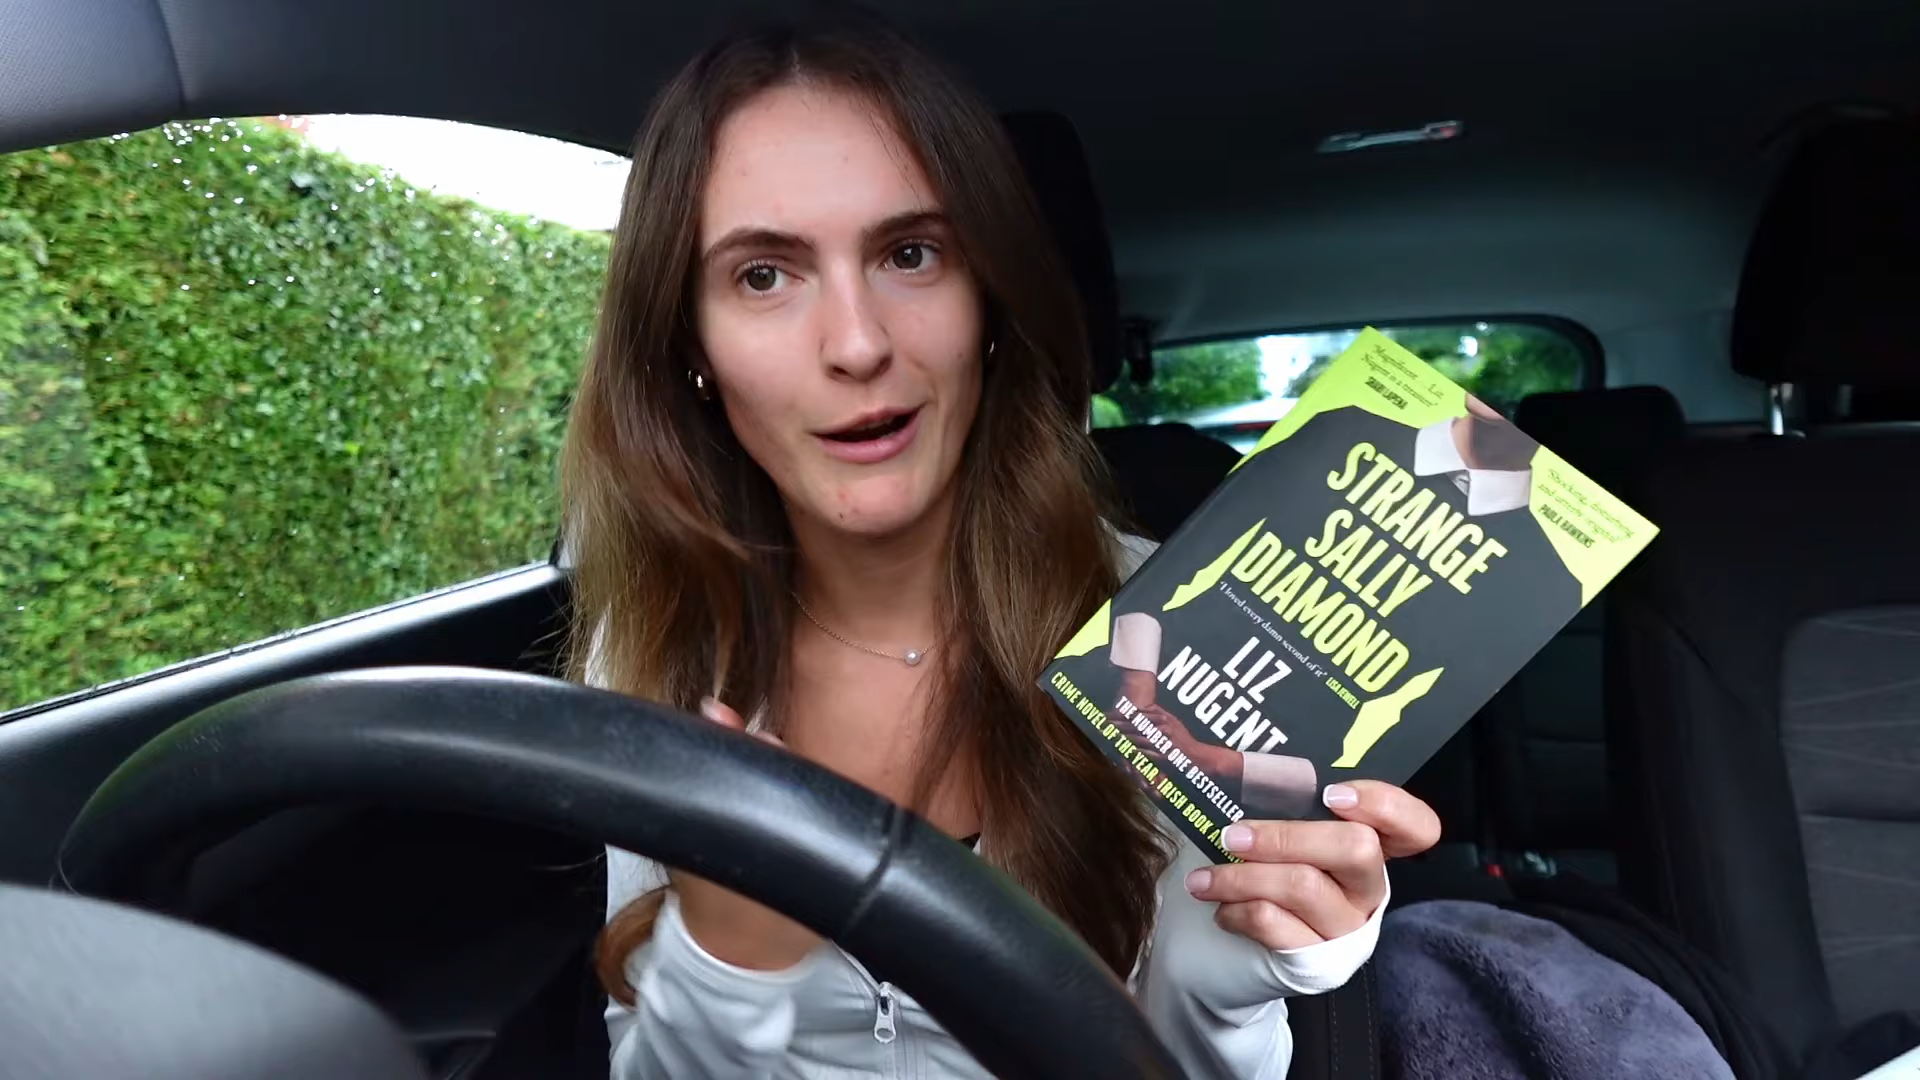 "Magnificent... Liz
Nugent is a treasure"
SHARI LAPENA
"Shocking, disturbing
and utterly original"
PAULA HAWKINS
STRANGE
SALLY
DIAMOND
'I loved every damn second of it' LISA JEWELL
LIZ
NUGENT
THE NUMBER ONE BESTSELLER
CRIME NOVEL OF THE YEAR, IRISH BOOK